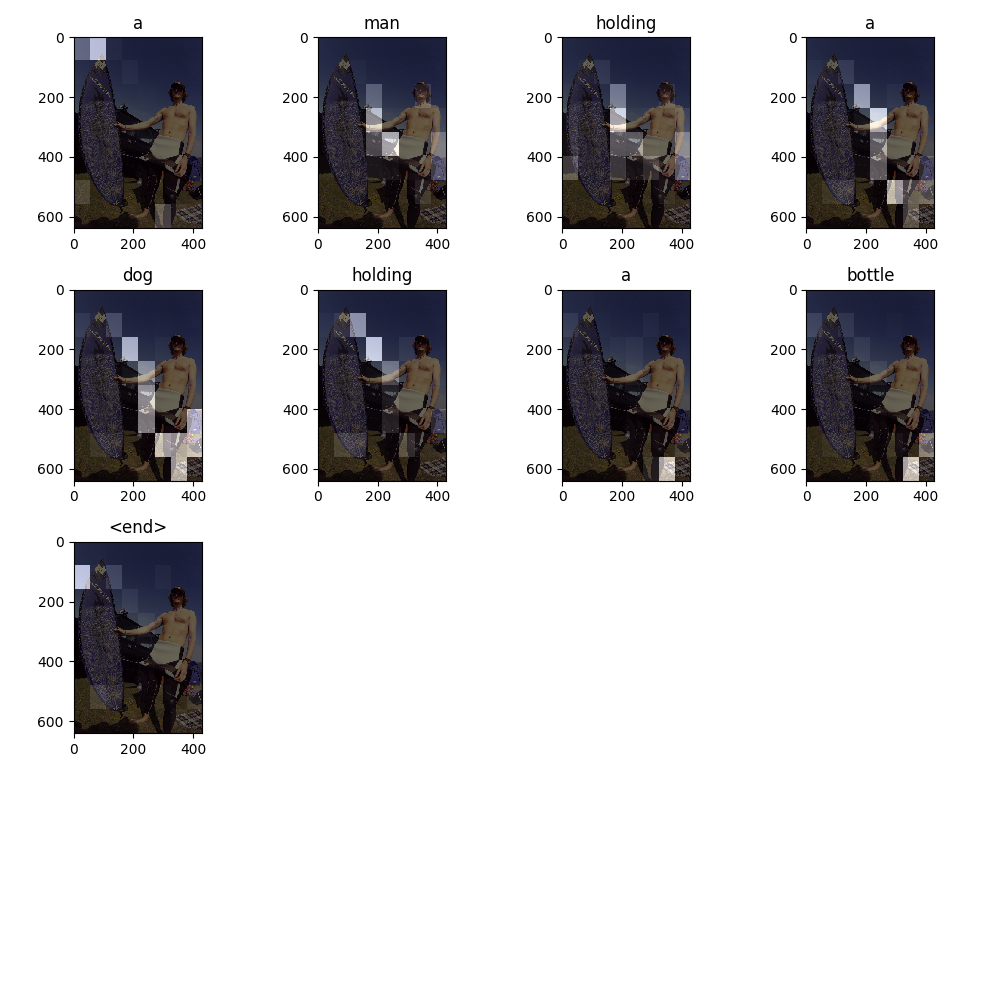 a man holding a
0 0 0 0
200 200 200 200
400 400 400 400
600 600 600 600
0 200 400 0 200 400 0 200 400 0 200 400
dog holding a bottle
0 0 0 0
200 200 200 200
400 400 400 400
600 600 600 600
0 200 400 0 200 400 0 200 400 0 200 400
<end>
0
200
400
600
0 200 400